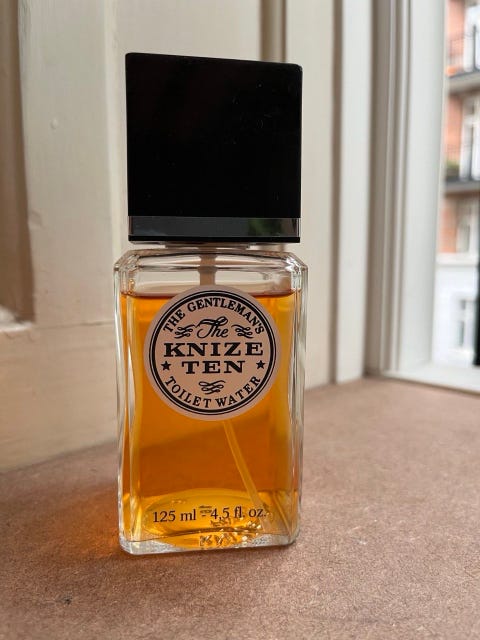 THE GENTLEMAN'S
The
KNIZE
TEN
TOILET WATER
125 ml - 4,5 fl. oz.